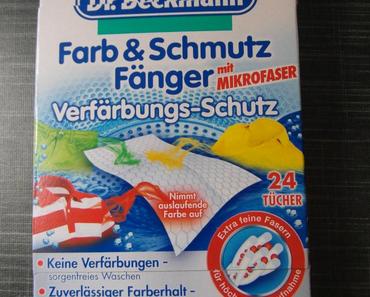 Dr. Beckmann
Farb & Schmutz
Fänger mit
MIKROFASER
Verfärbungs-Schutz
24
TÜCHER
Nimmt
auslaufende
Farbe auf
Extra feine Fasern
für
• Keine Verfärbungen -
sorgenfreies Waschen
• Zuverlässiger Farberhalt -